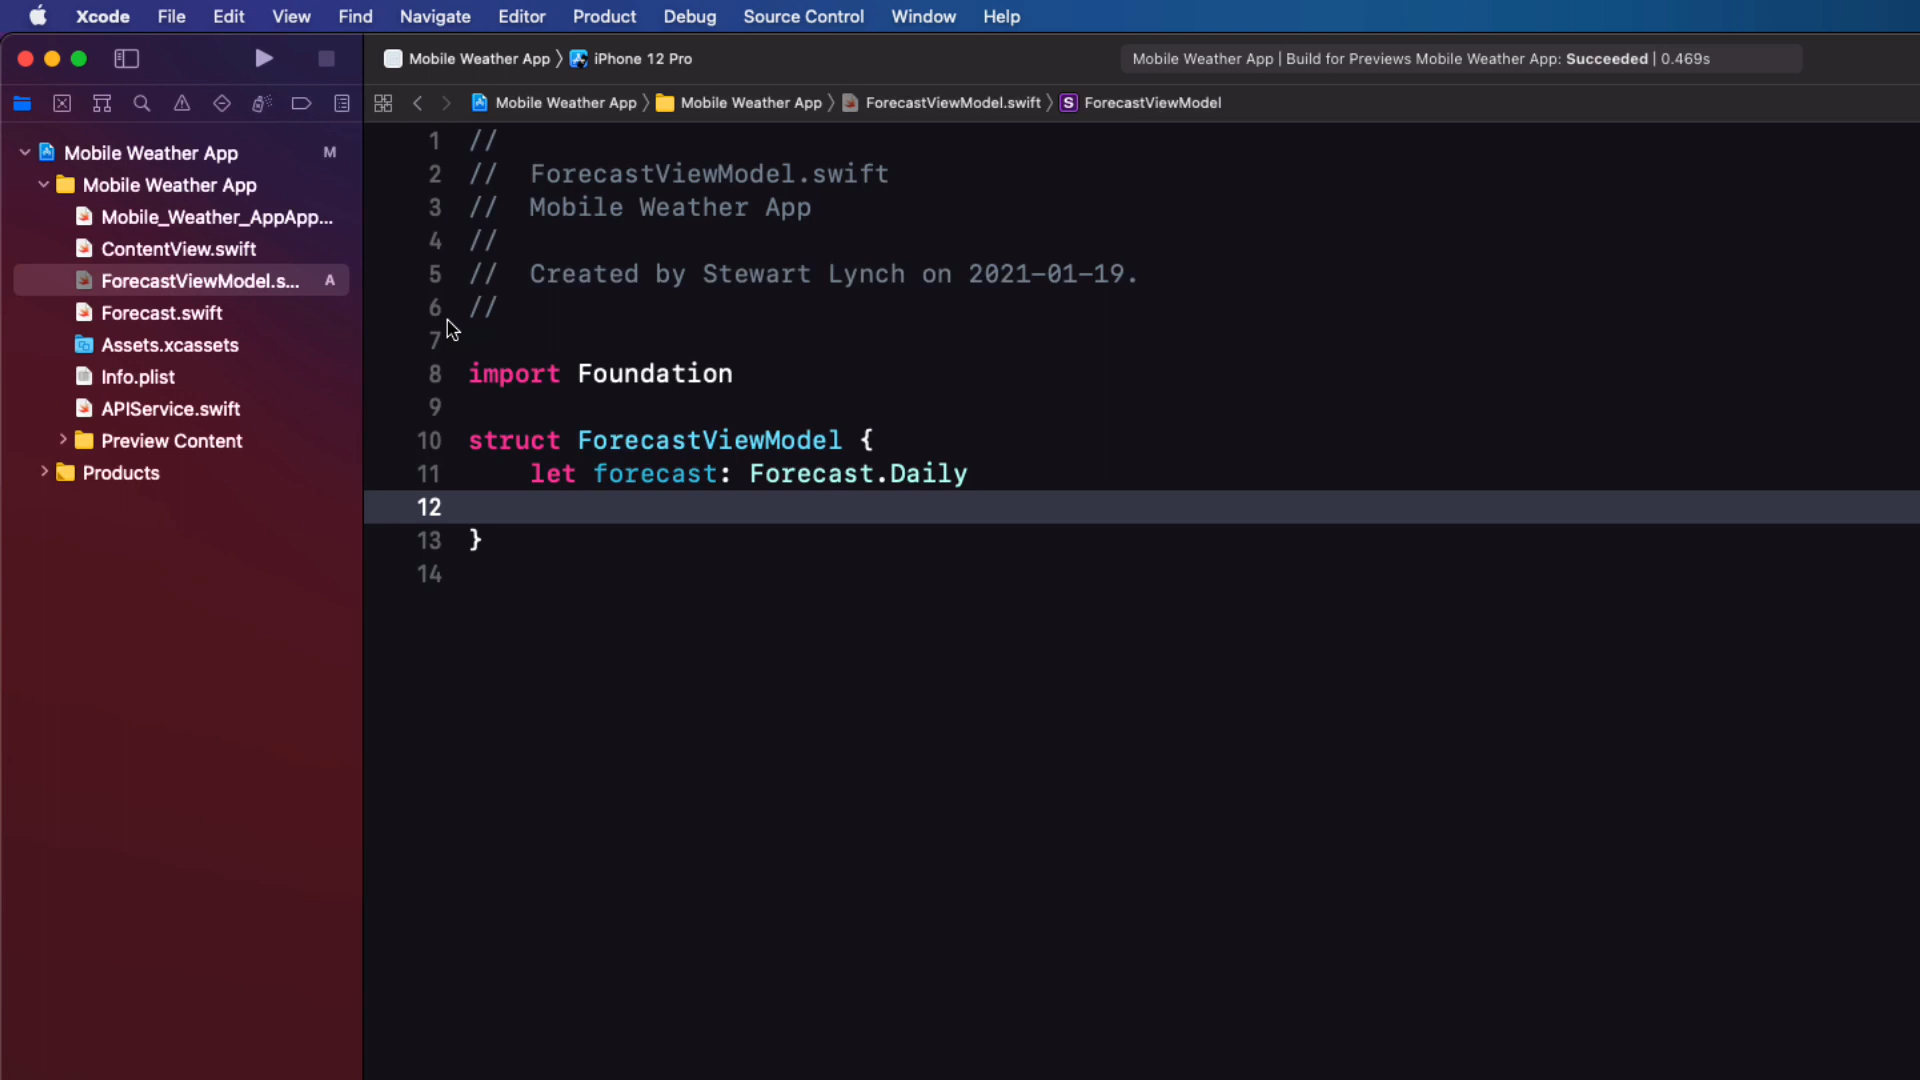 Xcode File Edit View Find Navigate Editor Product Debug Source Control Window Help
Mobile Weather App 〉 iPhone 12 Pro
Mobile Weather App | Build for Previews Mobile Weather App: Succeeded | 0.469s
Mobile Weather App 〉 Mobile Weather App 〉 ForecastViewModel.swift 〉 S ForecastViewModel
Mobile Weather App M
Mobile Weather App
Mobile_Weather_AppApp...
ContentView.swift
ForecastViewModel.s... A
Forecast.swift
Assets.xcassets
Info.plist
APIService.swift
Preview Content
Products
1 //
2 //  ForecastViewModel.swift
3 //  Mobile Weather App
4 //
5 //  Created by Stewart Lynch on 2021-01-19.
6 //
7
8 import Foundation
9
10 struct ForecastViewModel {
11     let forecast: Forecast.Daily
12
13 }
14